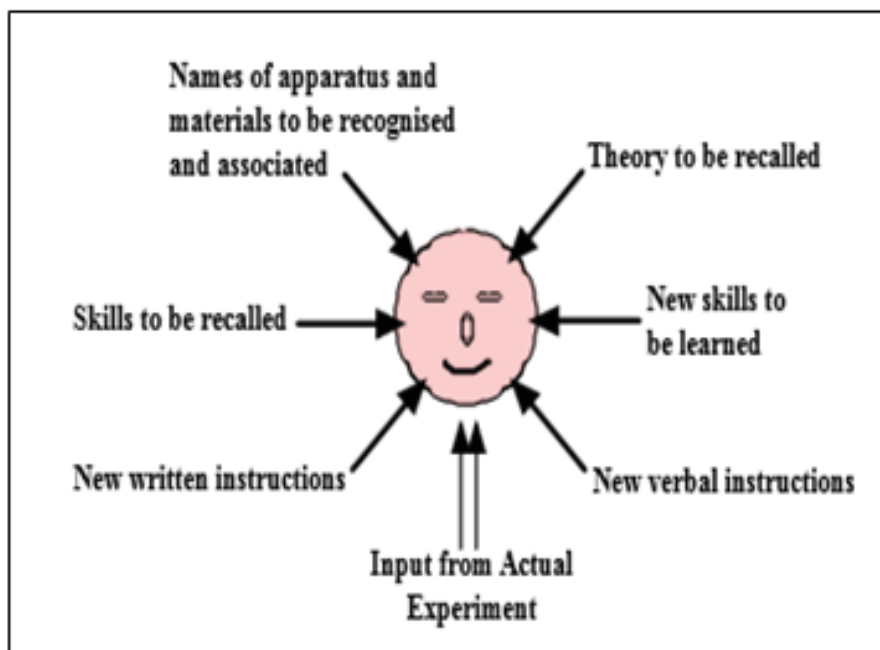 Names of apparatus and
materials to be recognised
and associated
Theory to be recalled
Skills to be recalled
New skills to
be learned
New written instructions
New verbal instructions
Input from Actual
Experiment